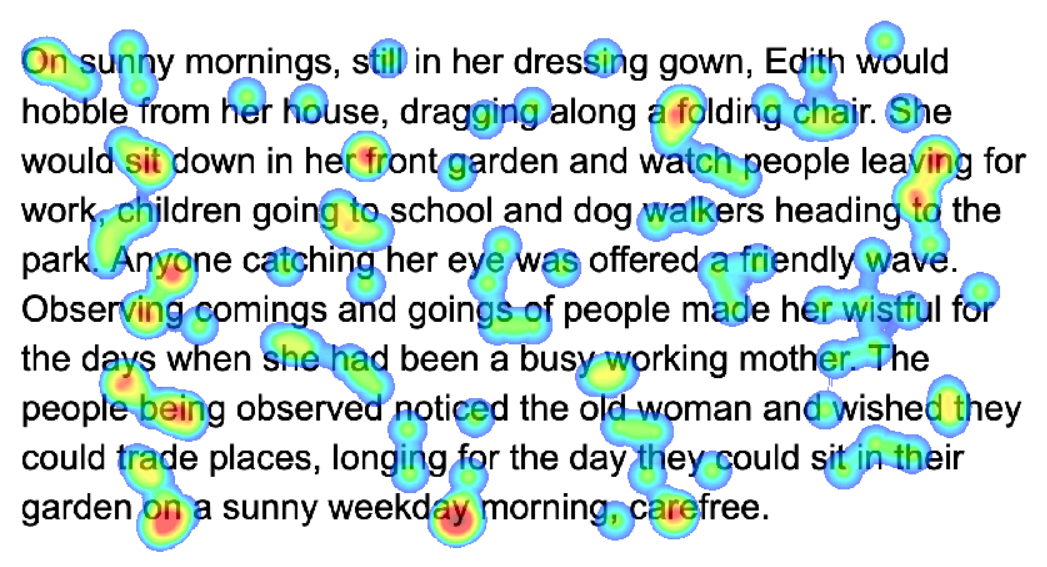 On sunny mornings, still in her dressing gown, Edith would
hobble from her house, dragging along a folding chair. She
would sit down in her front garden and watch people leaving for
work, children going to school and dog walkers heading to the
park. Anyone catching her eye was offered a friendly wave.
Observing comings and goings of people made her wistful for
the days when she had been a busy working mother. The
people being observed noticed the old woman and wished they
could trade places, longing for the day they could sit in their
garden on a sunny weekday morning, carefree.